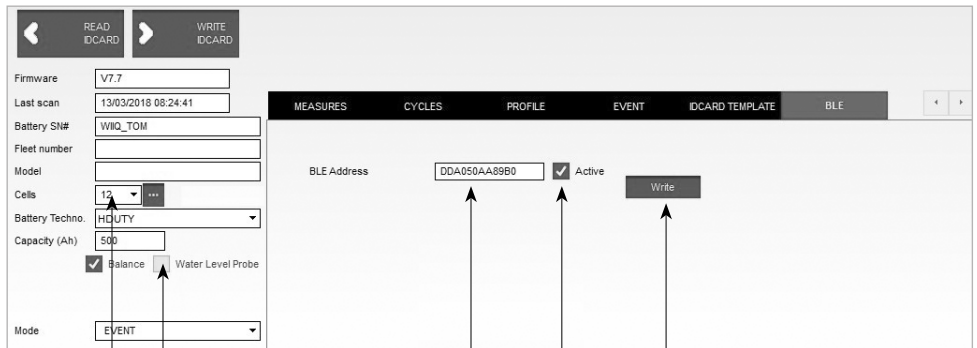 READ
IDCARD
WRITE
IDCARD
Firmware V7.7
Last scan 13/03/2018 08:24:41
Battery SN# WIIQ_TOM
Fleet number
Model
Cells 12 ...
Battery Techno. HDUTY
Capacity (Ah) 500
Balance Water Level Probe
Mode EVENT
MEASURES CYCLES PROFILE EVENT IDCARD TEMPLATE BLE
BLE Address DDA050AA89B0 Active
Write